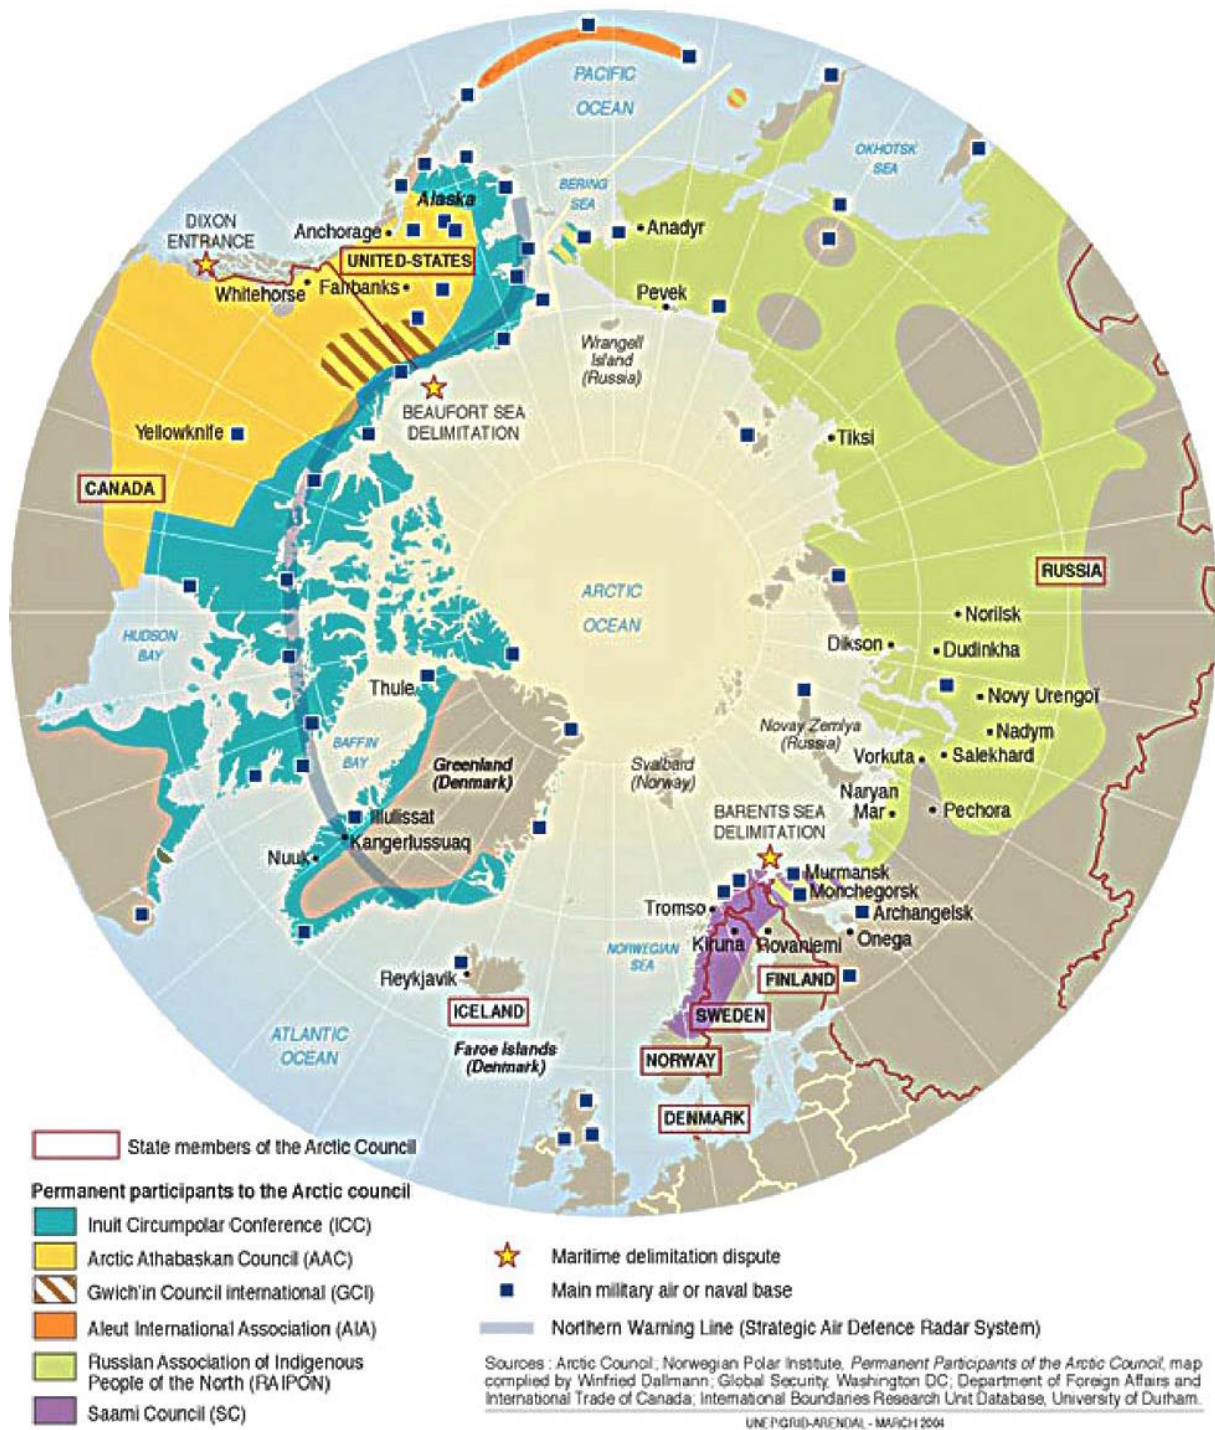 PACIFIC
OCEAN
OKHOTSK
SEA
BERING
SEA
Alaska
DIXON
ENTRANCE
Anchorage
Anadyr
UNITED-STATES
Whitehorse
Fairbanks
Pevek
Wrangell
Island
(Russia)
BEAUFORT SEA
DELIMITATION
Yellowknife
Tiksi
CANADA
RUSSIA
ARCTIC
OCEAN
Norilsk
HUDSON
BAY
Dikson
Dudinkha
Thule
Novy Urengoï
Novay Zemlya
(Russia)
Nadym
BAFFIN
BAY
Greenland
(Denmark)
Svalbard
(Norway)
Vorkuta
Salekhard
Naryan
Mar
Pechora
BARENTS SEA
DELIMITATION
Illulissat
Kangerlussuaq
Nuuk
Murmansk
Monchegorsk
Tromso
Archangelsk
NORWEGIAN
SEA
Kiruna
Rovaniemi
Onega
Reykjavik
FINLAND
ICELAND
SWEDEN
ATLANTIC
OCEAN
Faroe Islands
(Denmark)
NORWAY
DENMARK
State members of the Arctic Council
Permanent participants to the Arctic council
Inuit Circumpolar Conference (ICC)
Arctic Athabaskan Council (AAC)
Gwich'in Council international (GCI)
Aleut International Association (AIA)
Russian Association of Indigenous
People of the North (RAIPON)
Saami Council (SC)
Maritime delimitation dispute
Main military air or naval base
Northern Warning Line (Strategic Air Defence Radar System)
Sources : Arctic Council; Norwegian Polar Institute, Permanent Participants of the Arctic Council, map
complied by Winfried Dallmann; Global Security, Washington DC; Department of Foreign Affairs and
International Trade of Canada; International Boundaries Research Unit Database, University of Durham.
UNEP/GRID-ARENDAL - MARCH 2004